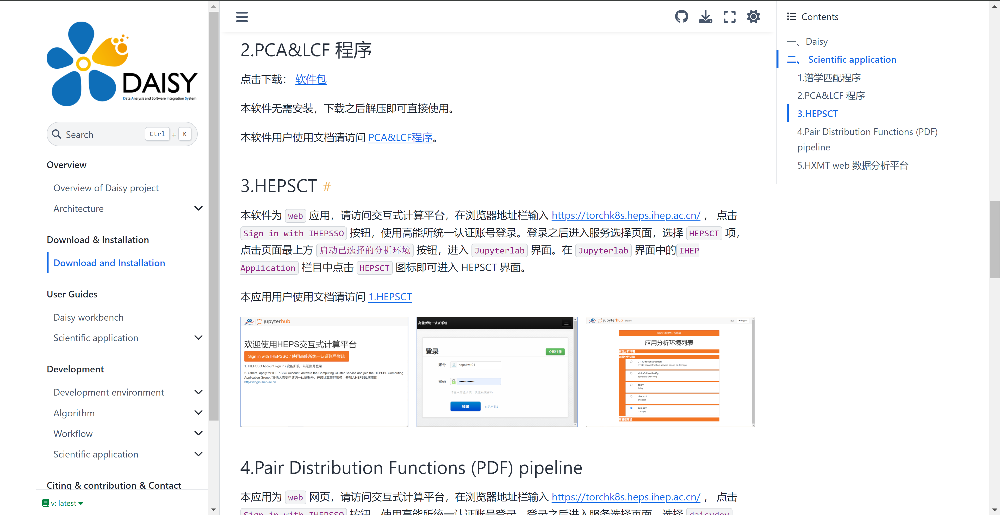 DAISY
Data Analysis and Software Integration System
Search
Ctrl + K
Overview
Overview of Daisy project
Architecture
Download & Installation
Download and Installation
User Guides
Daisy workbench
Scientific application
Development
Development environment
Algorithm
Workflow
Scientific application
Citing & contribution & Contact
v: latest
2.PCA&LCF 程序
点击下载： 软件包
本软件无需安装，下载之后解压即可直接使用。
本软件用户使用文档请访问 PCA&LCF程序。
3.HEPSCT #
本软件为 web 应用，请访问交互式计算平台，在浏览器地址栏输入 https://torchk8s.heps.ihep.ac.cn/ ， 点击
Sign in with IHEPSSO 按钮，使用高能所统一认证账号登录。登录之后进入服务选择页面，选择 HEPSCT 项，
点击页面最上方 启动已选择的分析环境 按钮，进入 Jupyterlab 界面。在 Jupyterlab 界面中的 IHEP
Application 栏目中点击 HEPSCT 图标即可进入 HEPSCT 界面。
本应用用户使用文档请访问 1.HEPSCT
jupyterhub
欢迎使用HEPS交互式计算平台
Sign in with IHEPSSO / 使用高能所统一认证账号登陆
1. IHEPSSO Account sign in / 高能所统一认证账号登录
2. Others, apply for IHEP SSO Account, activate the Computing Cluster Service and join the HEPSBL Computing
Application Group / 其他人需要申请统一认证账号，开通计算集群服务，并加入HEPSBL应用组：
https://login.ihep.ac.cn
高能所统一认证系统
登录
立即注册
账号 heps4w101
密码 ••••••••••••••
请输入高能所统一认证系统密码
登录 忘记密码?
jupyterhub Home huy Logout
启动已选择的分析环境
应用分析环境列表
物理分析环境
光源分析环境
CT 3D reconstruction
CT 3D reconstruction service based on tomopy.
alphafold-with-40g
alphafold-with-40g
daisy
daisy
phepsct
phepsct
cumopy
cumopy
开发者环境
4.Pair Distribution Functions (PDF) pipeline
本应用为 web 网页，请访问交互式计算平台，在浏览器地址栏输入 https://torchk8s.heps.ihep.ac.cn/ ， 点击
Sign in with IHEPSSO 按钮，使用高能所统一认证账号登录。登录之后进入服务选择页面，选择 daisydev
Contents
一、Daisy
二、 Scientific application
1.谱学匹配程序
2.PCA&LCF 程序
3.HEPSCT
4.Pair Distribution Functions (PDF)
pipeline
5.HXMT web 数据分析平台